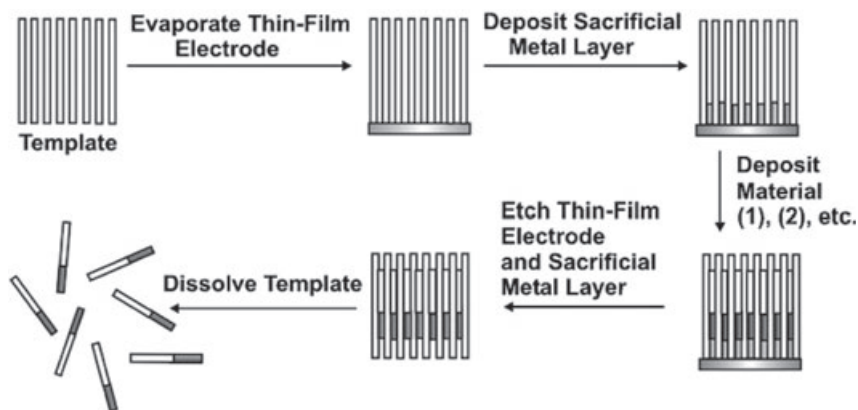 Evaporate Thin-Film
Electrode
Deposit Sacrificial
Metal Layer
Template
Deposit
Material
(1), (2), etc.
Etch Thin-Film
Electrode
and Sacrificial
Metal Layer
Dissolve Template